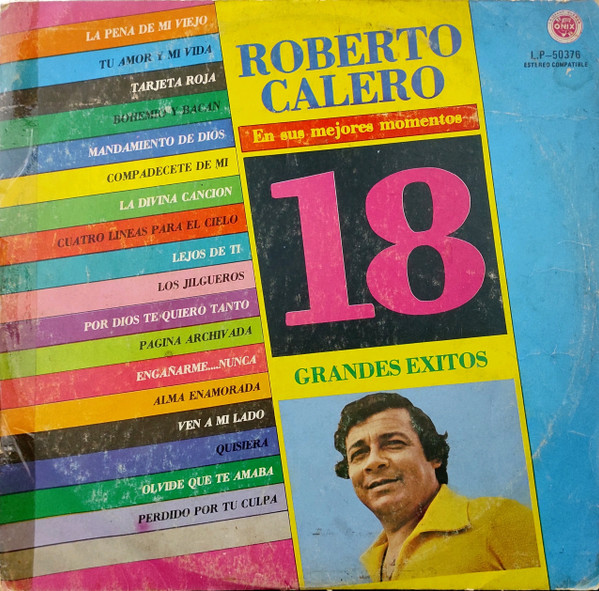 LA PENA DE MI VIEJO
TU AMOR Y MI VIDA
TARJETA ROJA
BOHEMIO Y BACAN
MANDAMIENTO DE DIÓS
COMPADECETE DE MI
LA DIVINA CANCION
CUATRO LINEAS PARA EL CIELO
LEJOS DE TI
LOS JILGUEROS
POR DIOS TE QUIERO TANTO
PAGINA ARCHIVADA
ENGAÑARME....NUNCA
ALMA ENAMORADA
VEN A MI LADO
QUISIERA
OLVIDE QUE TE AMABA
PERDIDO POR TU CULPA
ROBERTO
CALERO
En sus mejores momentos
18
GRANDES EXITOS
ONIX
L.P-50376
ESTEREO COMPATIBLE